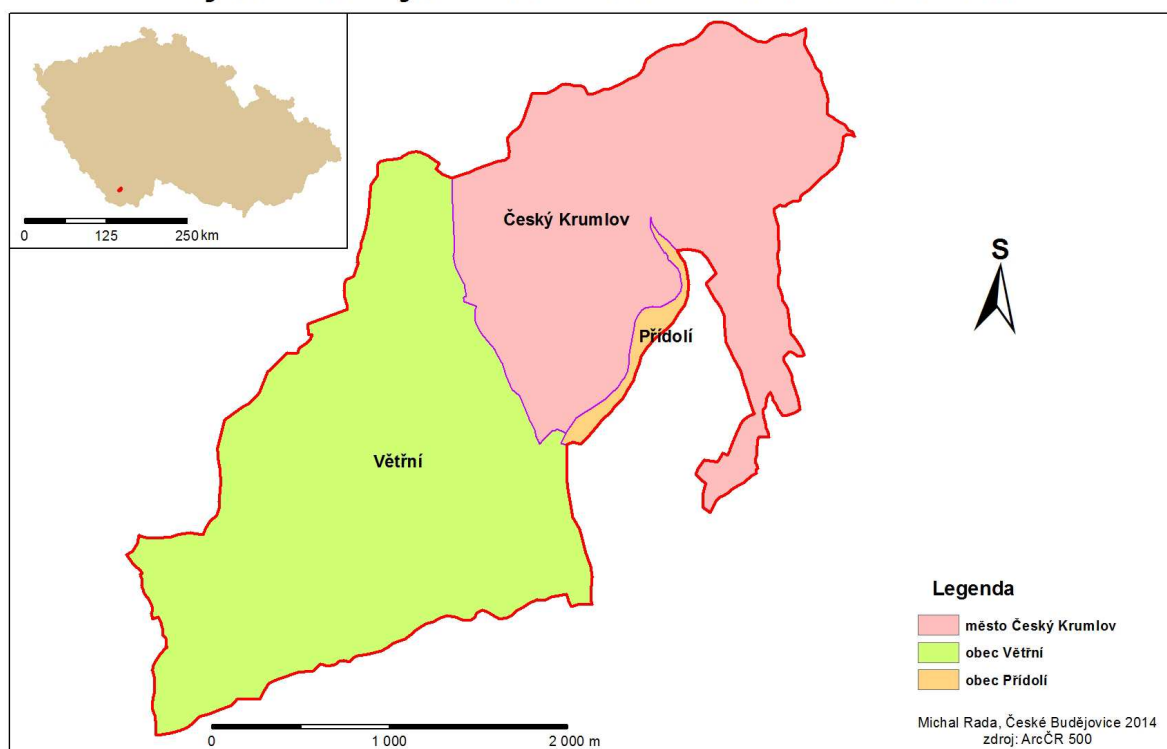 0 125 250 km
Český Krumlov
S
Přídolí
Větřní
Legenda
město Český Krumlov
obec Větřní
obec Přídolí
0 1 000 2 000 m
Michal Rada, České Budějovice 2014
zdroj: ArcČR 500